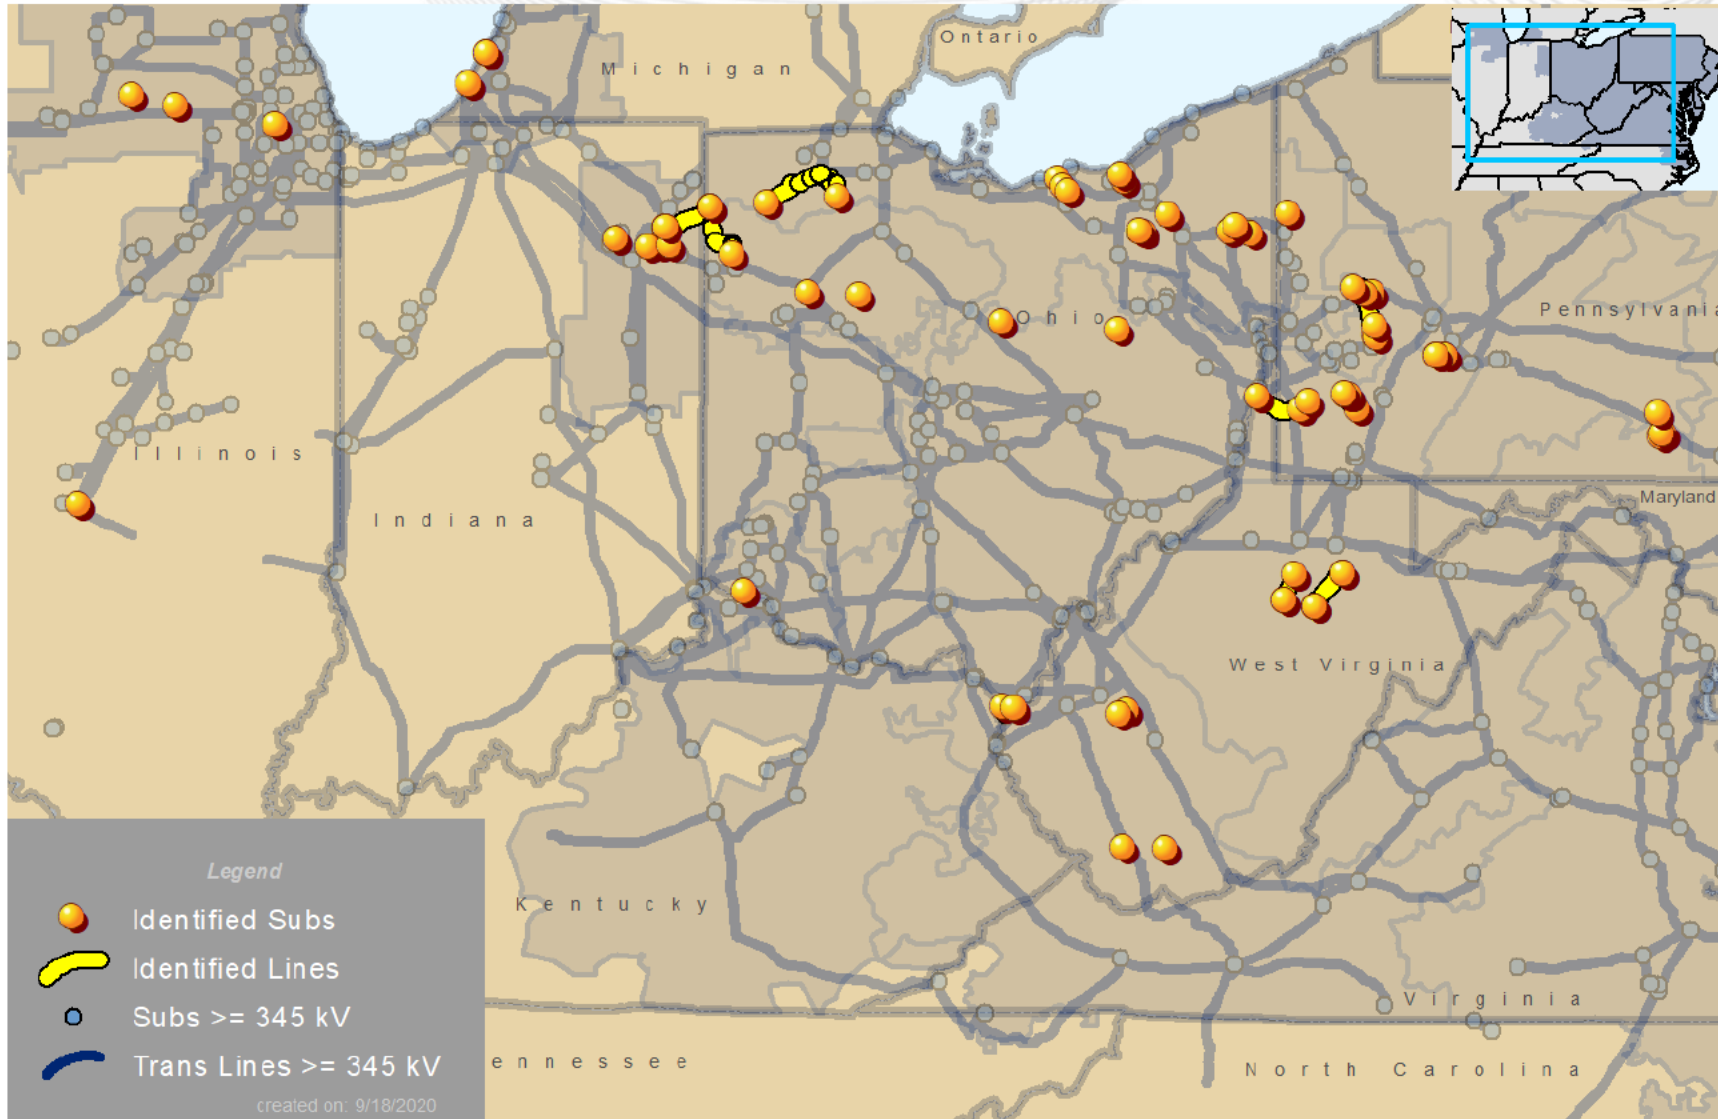 Ontario
Michigan
Pennsylvania
Ohio
Illinois
Maryland
Indiana
West Virginia
Kentucky
Virginia
ennessee
North Carolina
Legend
Identified Subs
Identified Lines
Subs >= 345 kV
Trans Lines >= 345 kV
created on: 9/18/2020